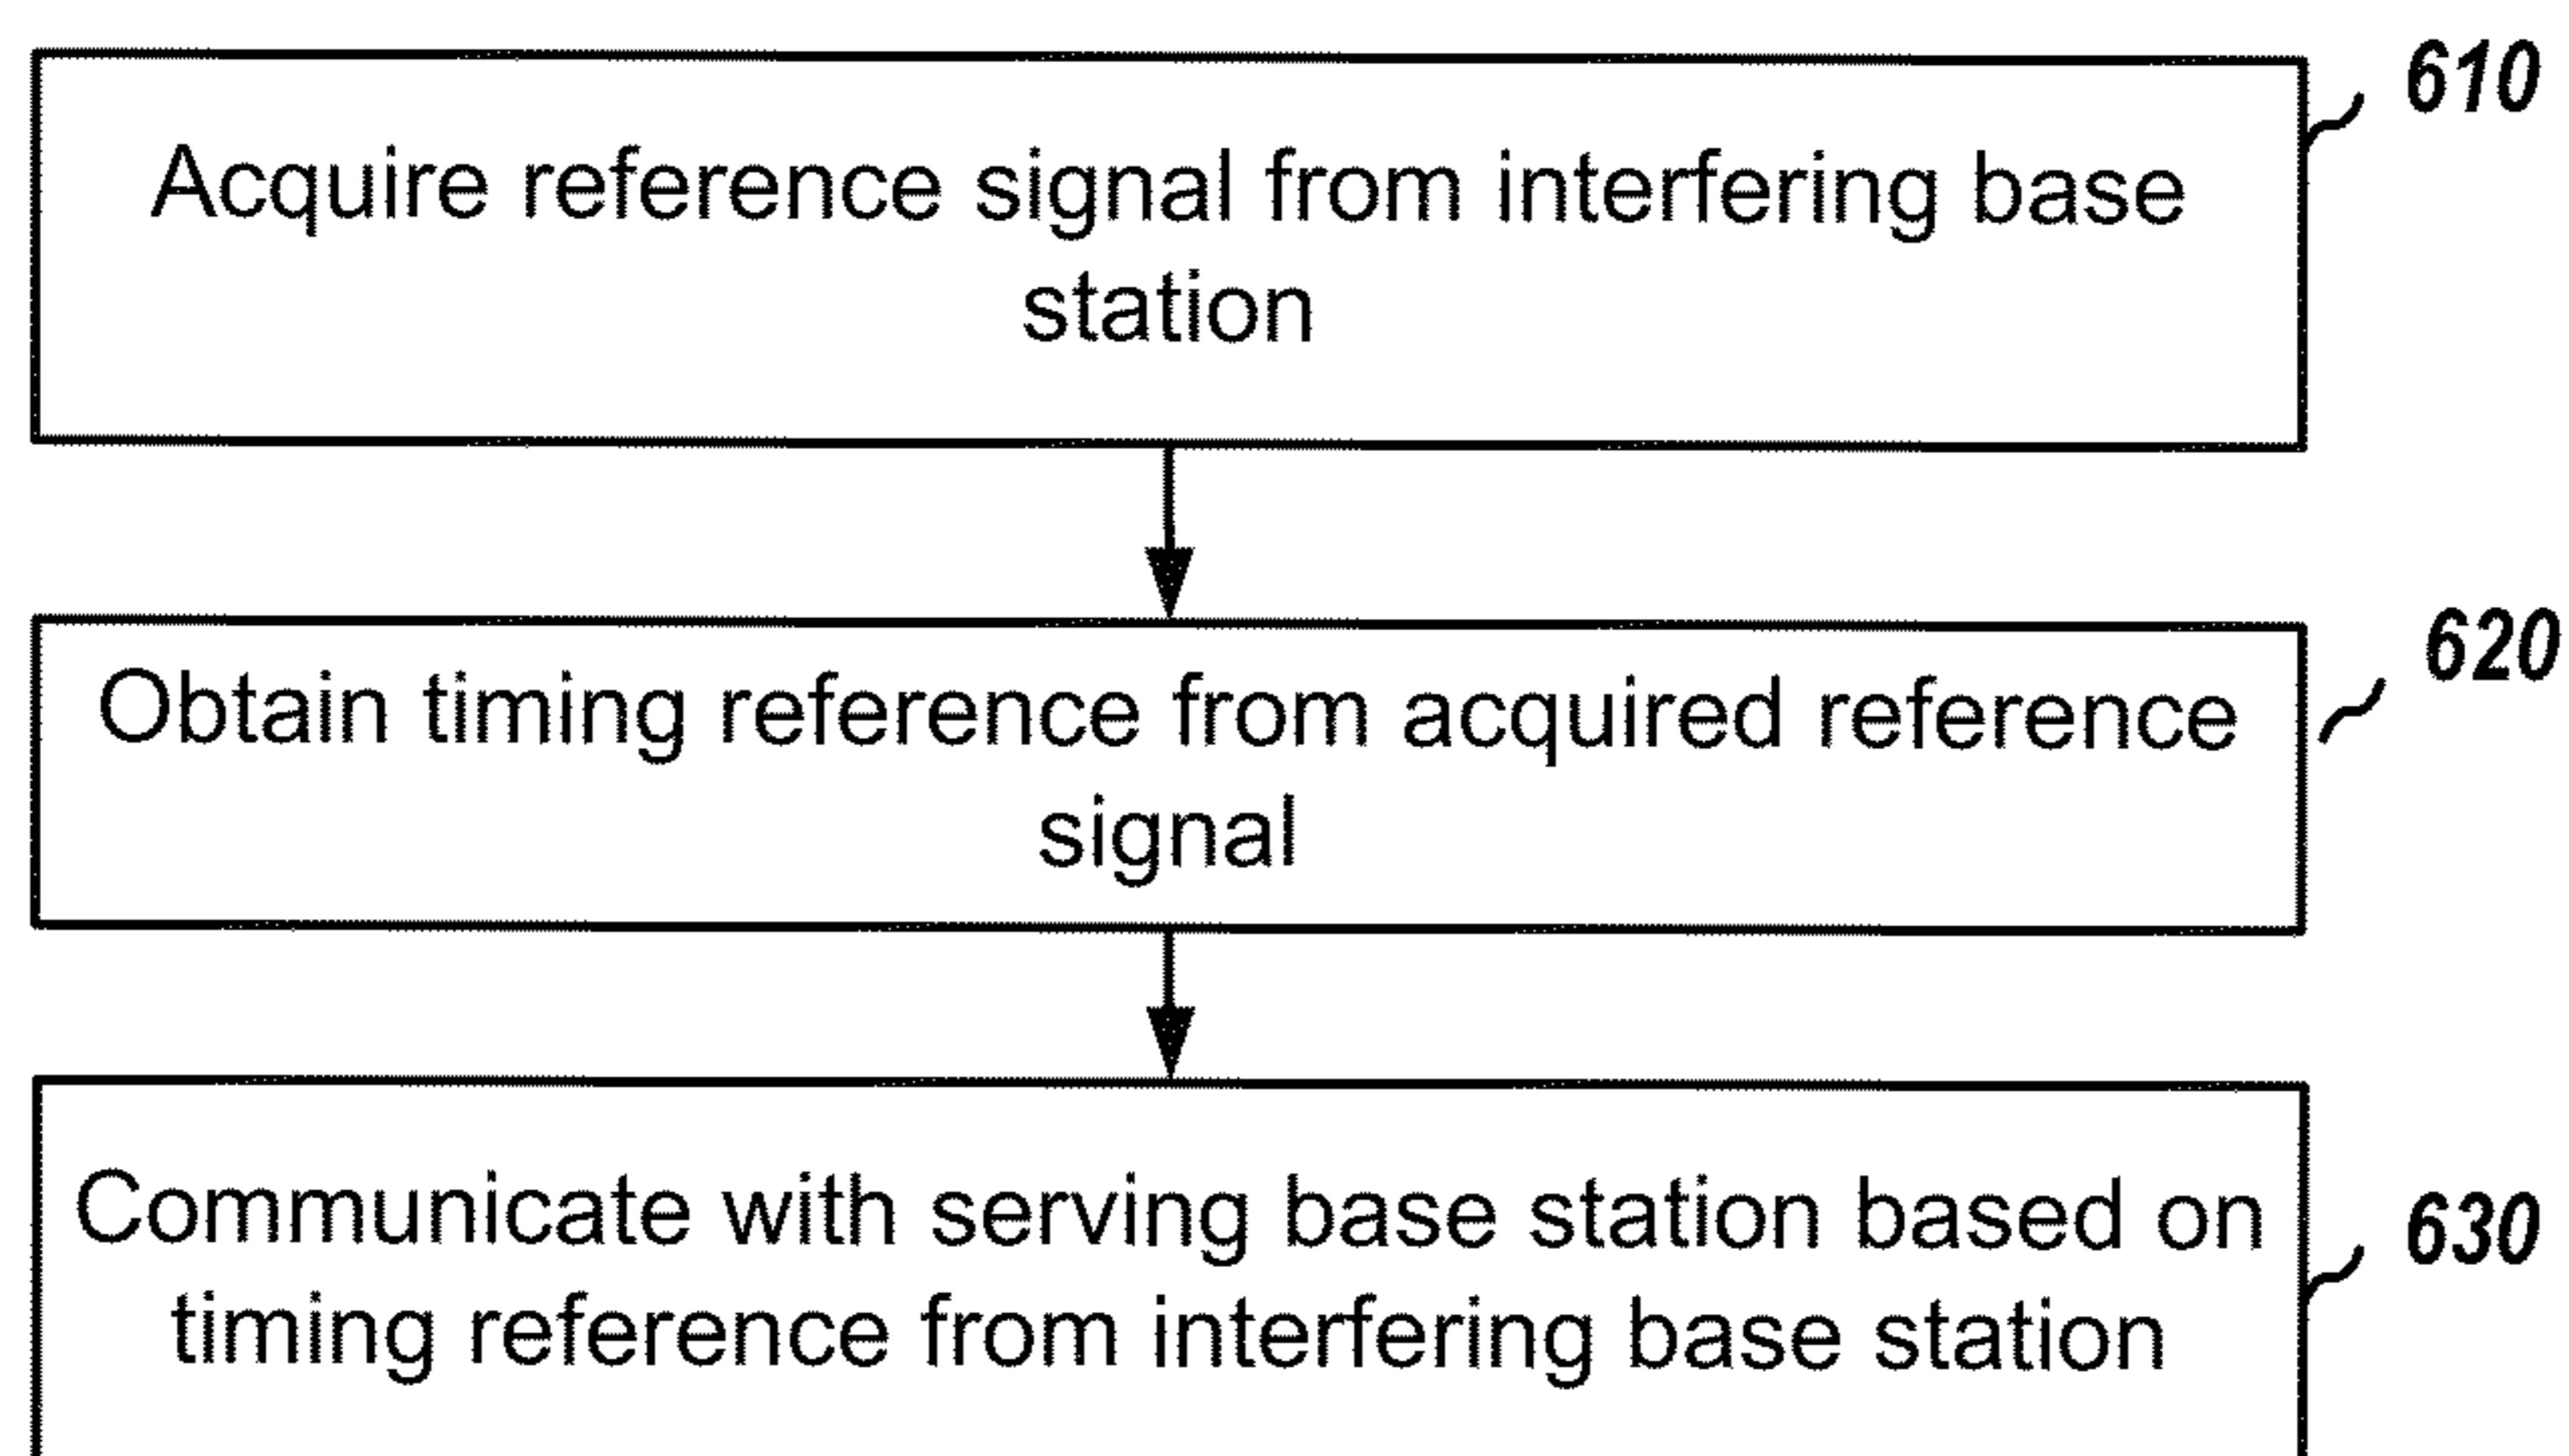 610
Acquire reference signal from interfering base
station
620
Obtain timing reference from acquired reference
signal
630
Communicate with serving base station based on
timing reference from interfering base station